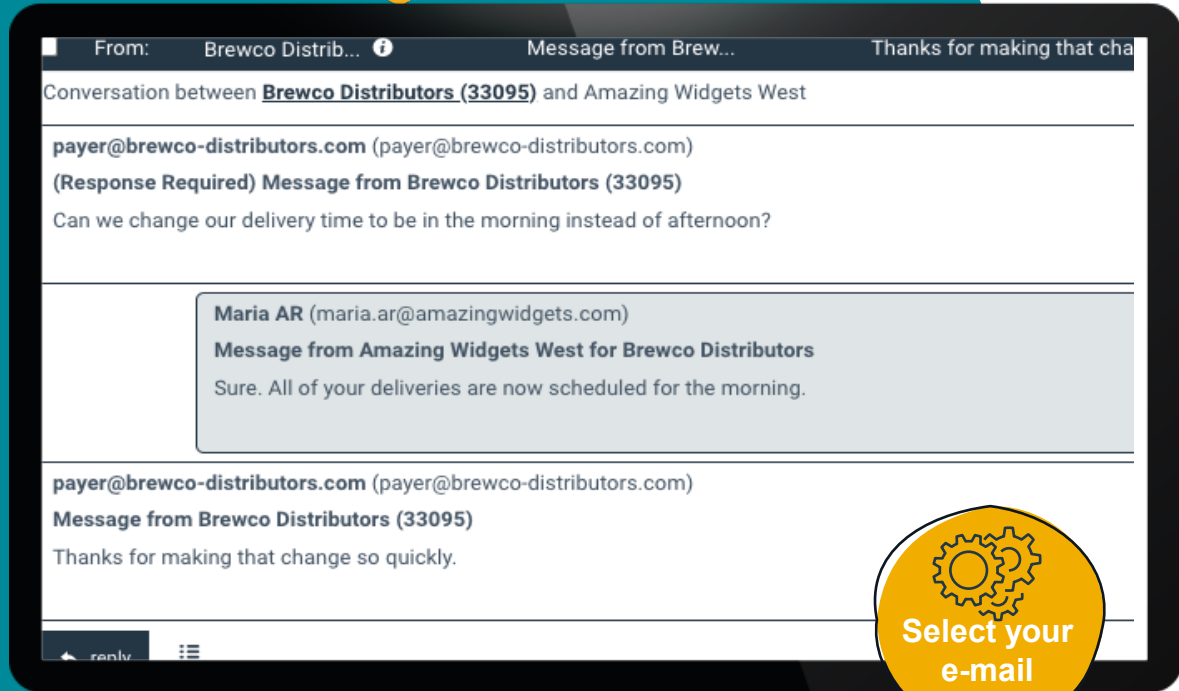 From: Brewco Distrib... i Message from Brew... Thanks for making that cha
Conversation between Brewco Distributors (33095) and Amazing Widgets West
payer@brewco-distributors.com (payer@brewco-distributors.com)
(Response Required) Message from Brewco Distributors (33095)
Can we change our delivery time to be in the morning instead of afternoon?
Maria AR (maria.ar@amazingwidgets.com)
Message from Amazing Widgets West for Brewco Distributors
Sure. All of your deliveries are now scheduled for the morning.
payer@brewco-distributors.com (payer@brewco-distributors.com)
Message from Brewco Distributors (33095)
Thanks for making that change so quickly.
reply
Select your
e-mail